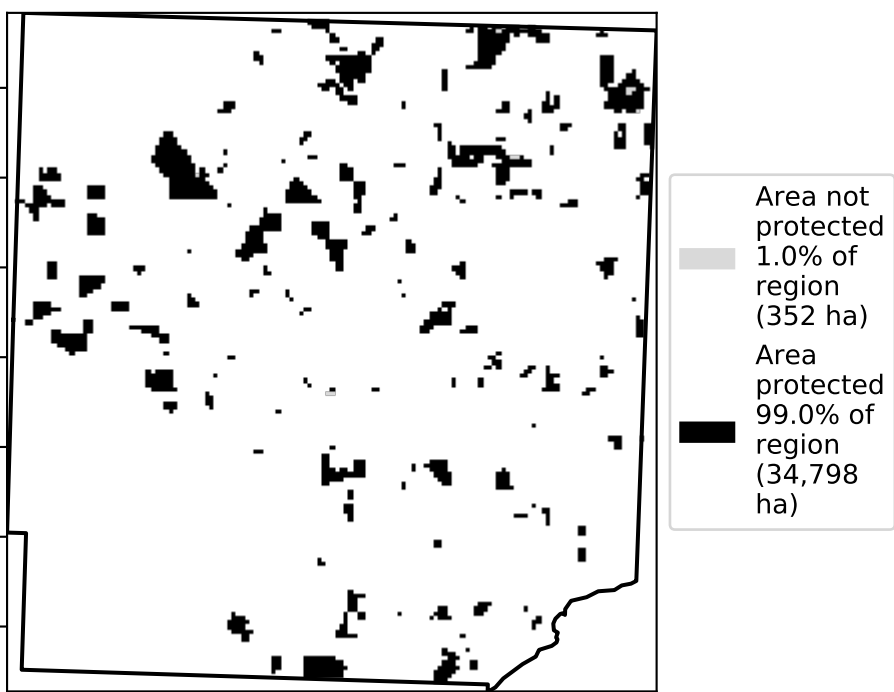 Area not
protected
1.0% of
region
(352 ha)
Area
protected
99.0% of
region
(34,798
ha)